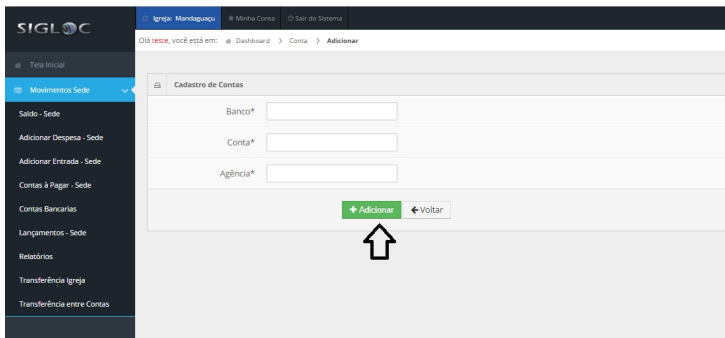 SIGLOC
Igreja: Mandaguaçu Minha Conta Sair do Sistema
Olá teste, você está em: Dashboard > Conta > Adicionar
Tela Inicial
Movimentos Sede
Saldo - Sede
Adicionar Despesa - Sede
Adicionar Entrada - Sede
Contas à Pagar - Sede
Contas Bancarias
Lançamentos - Sede
Relatórios
Transferência Igreja
Transferência entre Contas
Cadastro de Contas
Banco*
Conta*
Agência*
+ Adicionar Voltar